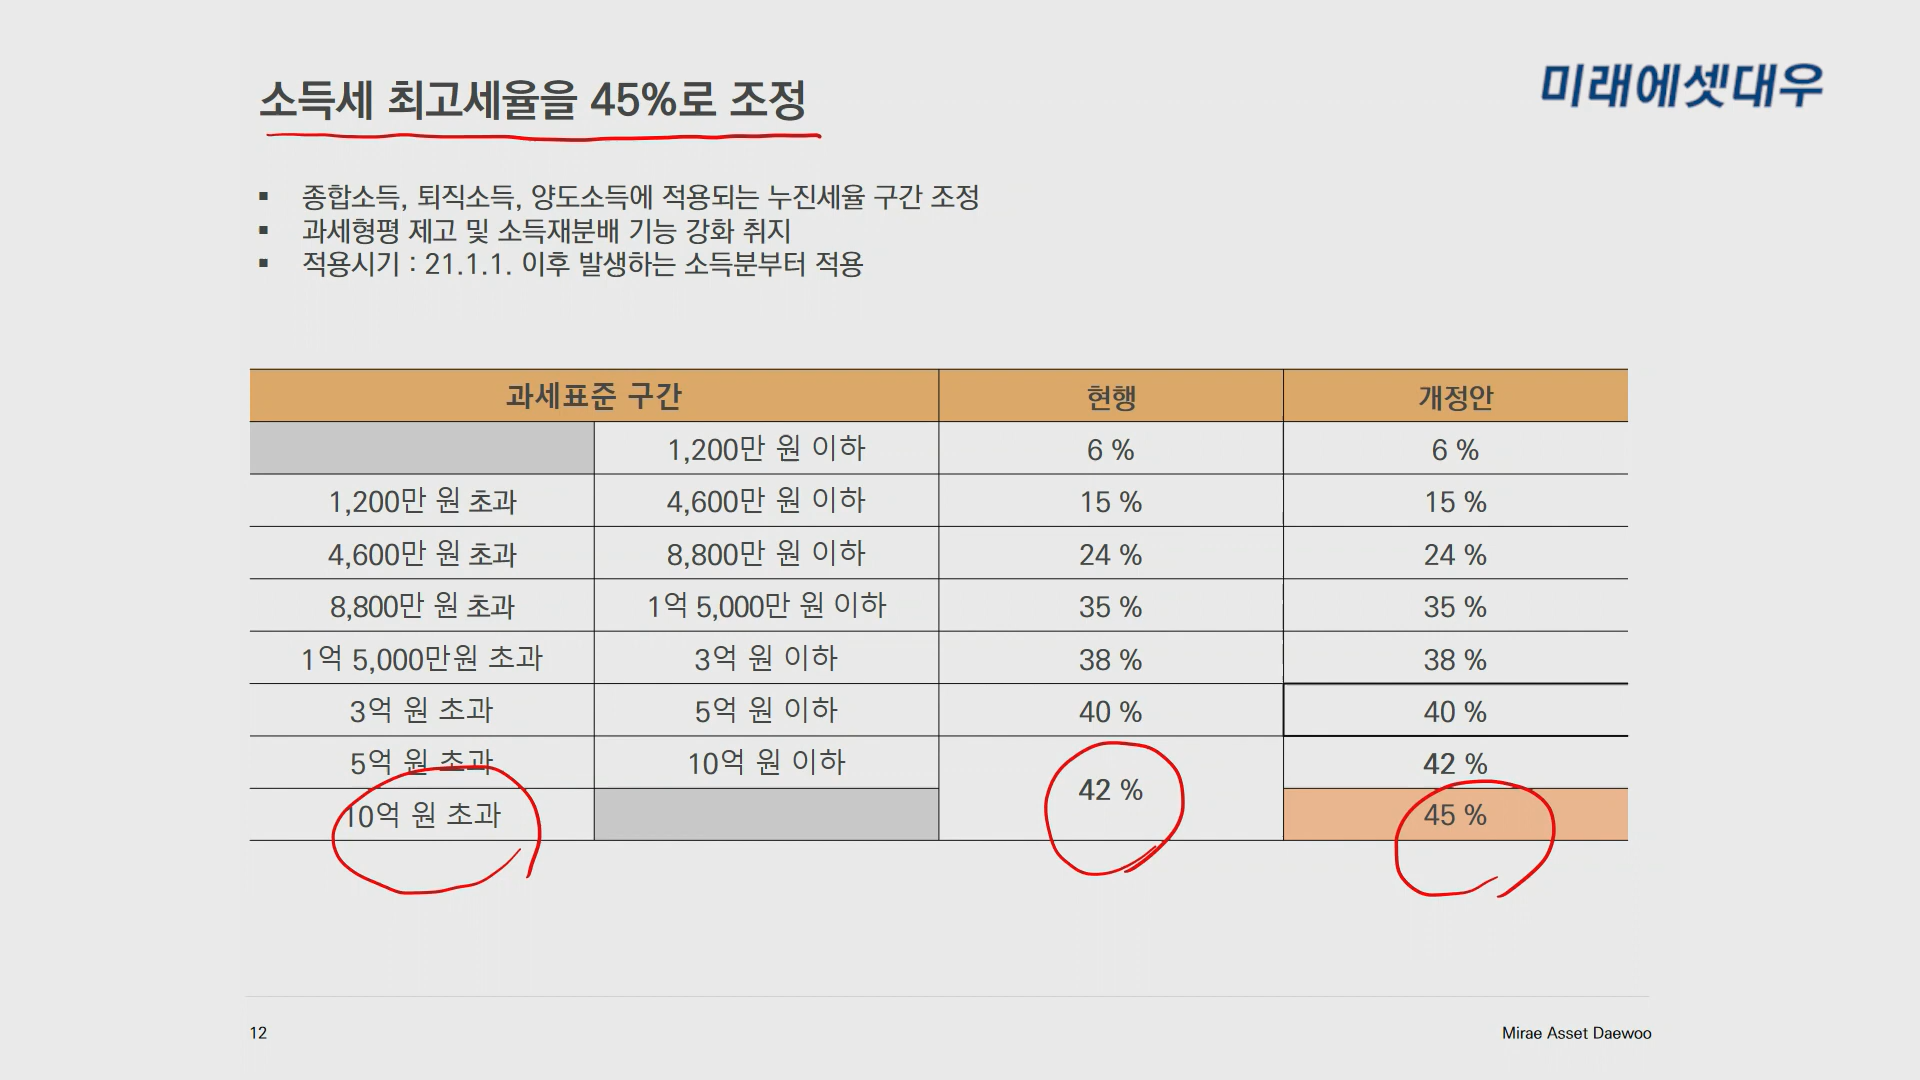 소득세 최고세율을 45%로 조정
미래에셋대우
▪ 종합소득, 퇴직소득, 양도소득에 적용되는 누진세율 구간 조정
▪ 과세형평 제고 및 소득재분배 기능 강화 취지
▪ 적용시기 : 21.1.1. 이후 발생하는 소득분부터 적용
과세표준 구간 현행 개정안
1,200만 원 이하 6 % 6 %
1,200만 원 초과 4,600만 원 이하 15 % 15 %
4,600만 원 초과 8,800만 원 이하 24 % 24 %
8,800만 원 초과 1억 5,000만 원 이하 35 % 35 %
1억 5,000만원 초과 3억 원 이하 38 % 38 %
3억 원 초과 5억 원 이하 40 % 40 %
5억 원 초과 10억 원 이하 42 % 42 %
10억 원 초과 45 %
12
Mirae Asset Daewoo